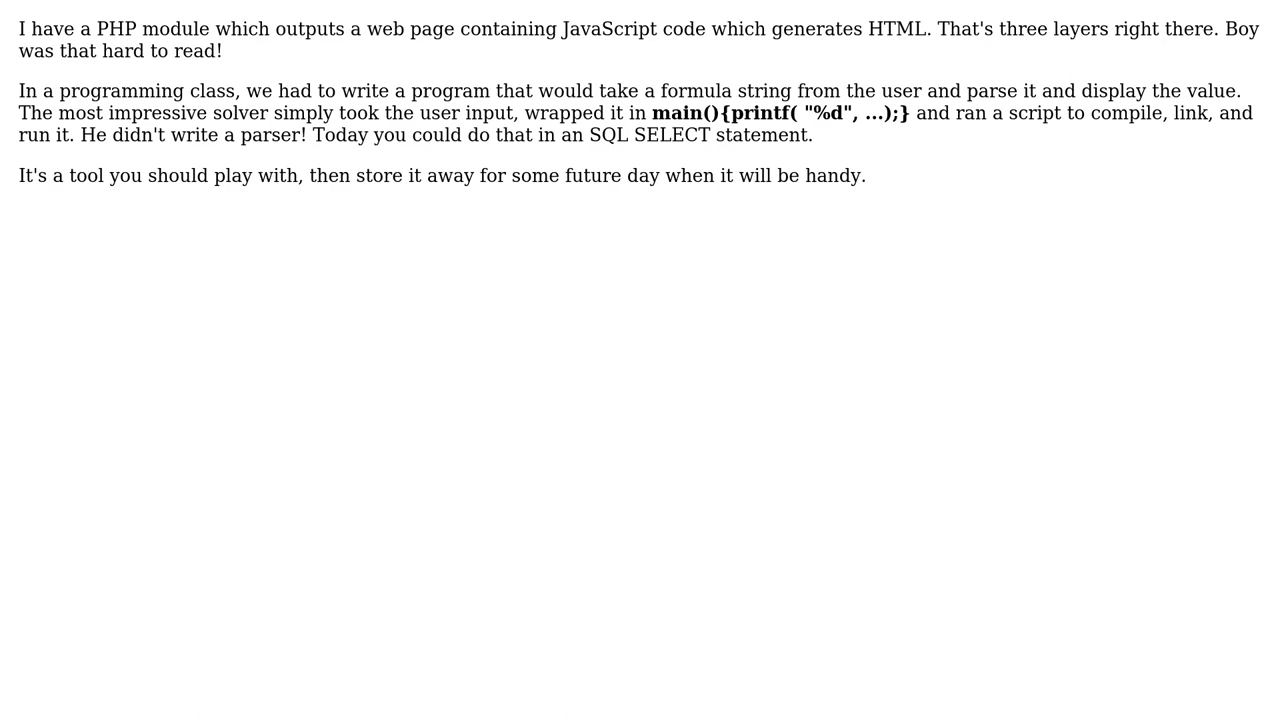 I have a PHP module which outputs a web page containing JavaScript code which generates HTML. That's three layers right there. Boy
was that hard to read!
In a programming class, we had to write a program that would take a formula string from the user and parse it and display the value.
The most impressive solver simply took the user input, wrapped it in main(){printf( "%d", ...);} and ran a script to compile, link, and
run it. He didn't write a parser! Today you could do that in an SQL SELECT statement.
It's a tool you should play with, then store it away for some future day when it will be handy.